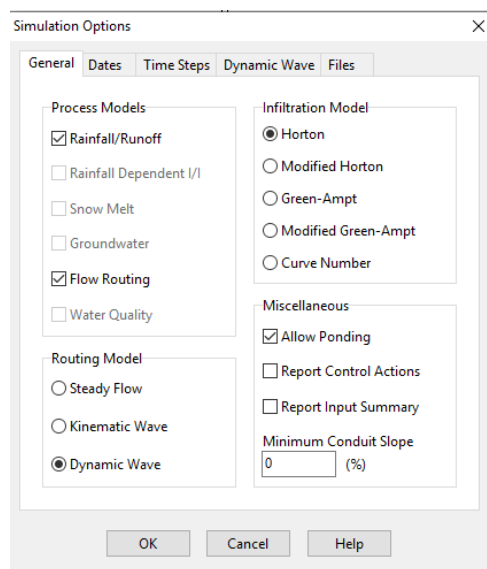 Simulation Options
General Dates Time Steps Dynamic Wave Files
Process Models
Rainfall/Runoff
Rainfall Dependent I/I
Snow Melt
Groundwater
Flow Routing
Water Quality
Routing Model
Steady Flow
Kinematic Wave
Dynamic Wave
Infiltration Model
Horton
Modified Horton
Green-Ampt
Modified Green-Ampt
Curve Number
Miscellaneous
Allow Ponding
Report Control Actions
Report Input Summary
Minimum Conduit Slope
0 (%)
OK Cancel Help